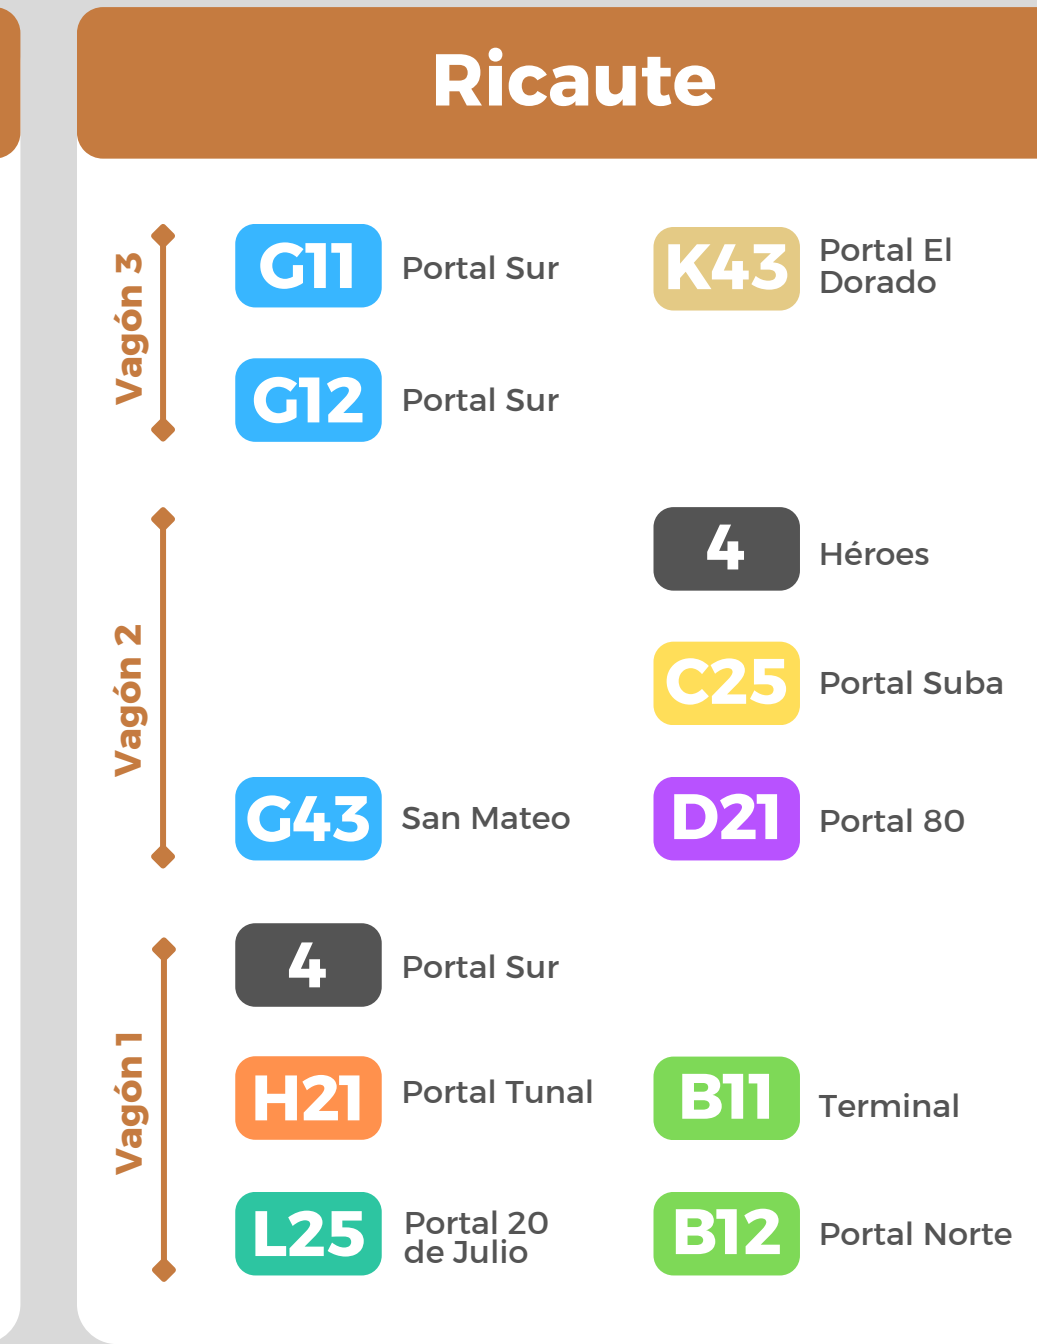 Ricaute
Vagón 3
G11 Portal Sur
K43 Portal El
Dorado
G12 Portal Sur
Vagón 2
4 Héroes
C25 Portal Suba
G43 San Mateo
D21 Portal 80
Vagón 1
4 Portal Sur
H21 Portal Tunal
B11 Terminal
L25 Portal 20
de Julio
B12 Portal Norte